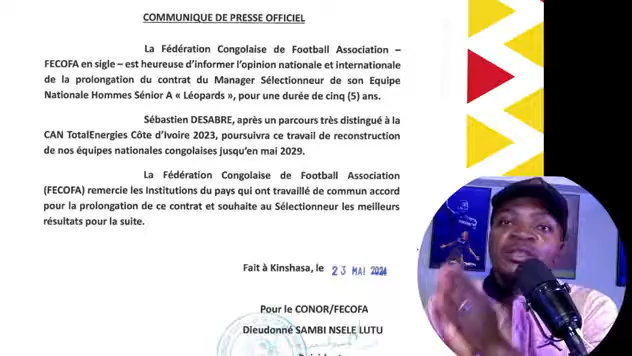 COMMUNIQUE DE PRESSE OFFICIEL
La Fédération Congolaise de Football Association –
FECOFA en sigle – est heureuse d'informer l'opinion nationale et internationale
de la prolongation du contrat du Manager Sélectionneur de son Equipe
Nationale Hommes Sénior A « Léopards », pour une durée de cinq (5) ans.
Sébastien DESABRE, après un parcours très distingué à la
CAN TotalEnergies Côte d'Ivoire 2023, poursuivra ce travail de reconstruction
de nos équipes nationales congolaises jusqu'en mai 2029.
La Fédération Congolaise de Football Association
(FECOFA) remercie les Institutions du pays qui ont travaillé de commun accord
pour la prolongation de ce contrat et souhaite au Sélectionneur les meilleurs
résultats pour la suite.
Fait à Kinshasa, le 23 MAI 2024
Pour le CONOR/FECOFA
Dieudonné SAMBI NSELE LUTU